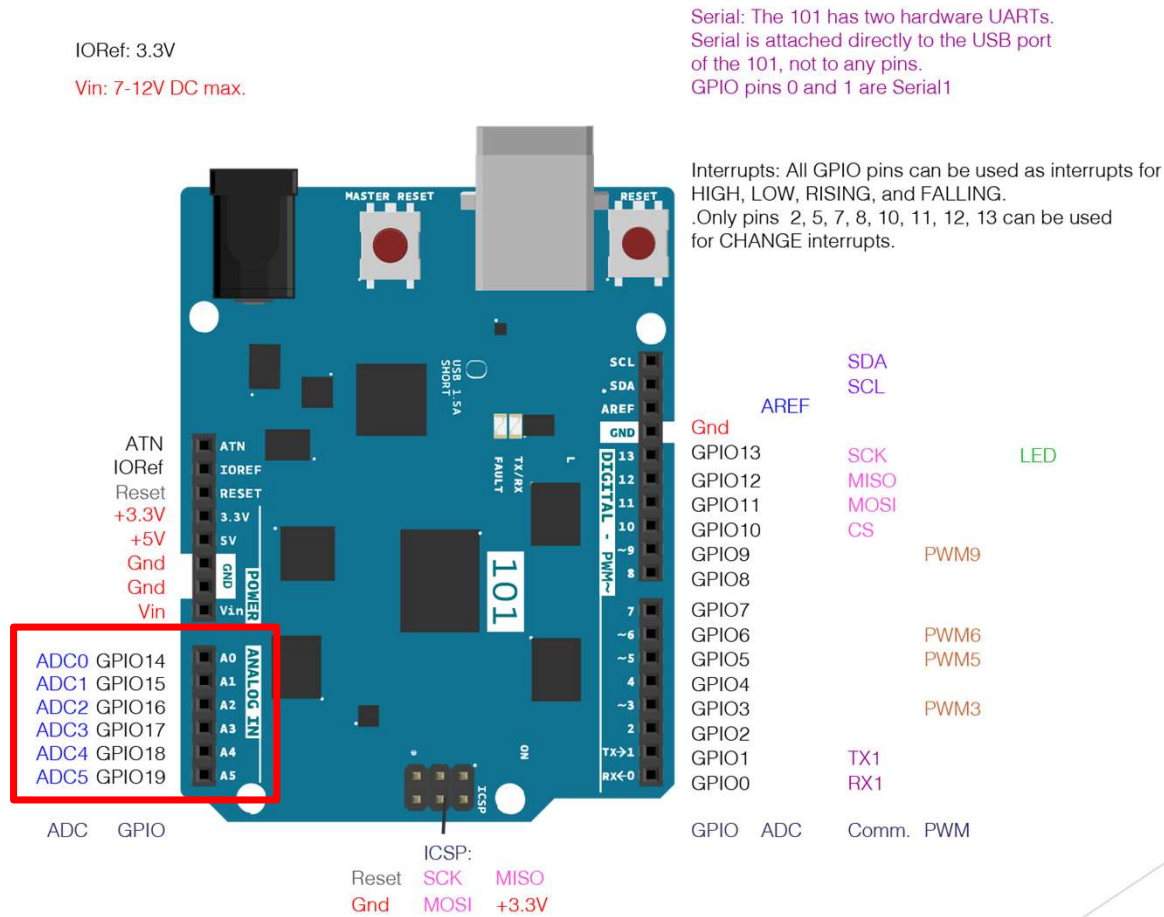 IORef: 3.3V
Vin: 7-12V DC max.
Serial: The 101 has two hardware UARTs.
Serial is attached directly to the USB port
of the 101, not to any pins.
GPIO pins 0 and 1 are Serial1
Interrupts: All GPIO pins can be used as interrupts for
HIGH, LOW, RISING, and FALLING.
.Only pins 2, 5, 7, 8, 10, 11, 12, 13 can be used
for CHANGE interrupts.
MASTER RESET
RESET
USB 1.5A
SHORT
FAULT
TX/RX
L
101
ON
ICSP
ATN ATN
IORef IOREF
Reset RESET
+3.3V 3.3V
+5V 5V
Gnd
GND
Gnd
Vin Vin
POWER
ADC0 GPIO14 A0
ADC1 GPIO15 A1
ADC2 GPIO16 A2
ADC3 GPIO17 A3
ADC4 GPIO18 A4
ADC5 GPIO19 A5
ANALOG IN
ADC GPIO
SCL SDA
SDA SCL
AREF AREF
GND Gnd
13 GPIO13 SCK LED
12 GPIO12 MISO
11 GPIO11 MOSI
10 GPIO10 CS
~9 GPIO9 PWM9
8 GPIO8
7 GPIO7
~6 GPIO6 PWM6
~5 GPIO5 PWM5
4 GPIO4
~3 GPIO3 PWM3
2 GPIO2
TX→1 GPIO1 TX1
RX←0 GPIO0 RX1
DIGITAL - PWM~
GPIO ADC Comm. PWM
ICSP:
Reset SCK MISO
Gnd MOSI +3.3V